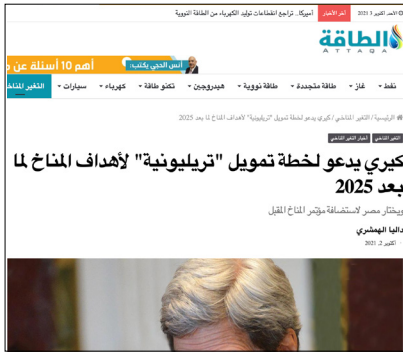 الأحد, أكتوبر 3 2021
أخر الأخبار
أميركا.. تراجع انقطاعات توليد الكهرباء من الطاقة النووية
الطاقة
ATTAQA
أنس الحجي يكتب:
أهم 10 أسئلة عن
نفط
غاز
طاقة متجددة
طاقة نووية
هيدروجين
تكنو طاقة
كهرباء
سيارات
التغير المناخ
الرئيسية / التغير المناخي / كيري يدعو لخطة تمويل "تريليونية" لأهداف المناخ لما بعد 2025
التغير المناخي
أخبار التغير المناخي
كيري يدعو لخطة تمويل "تريليونية" لأهداف المناخ لما
بعد 2025
ويختار مصر لاستضافة مؤتمر المناخ المقبل
داليا الهمشري
أكتوبر 2, 2021